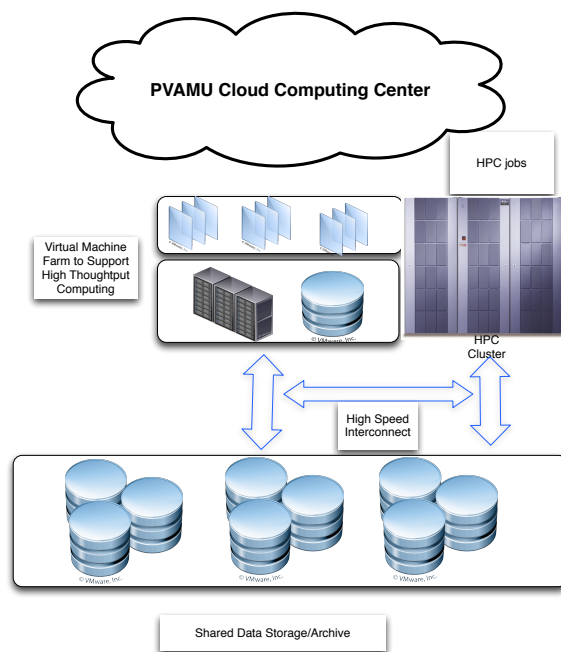 PVAMU Cloud Computing Center
HPC jobs
Virtual Machine
Farm to Support
High Thoughtput
Computing
© VMware, Inc.
HPC
Cluster
High Speed
Interconnect
© VMware, Inc.
© VMware, Inc.
© VMware, Inc.
Shared Data Storage/Archive